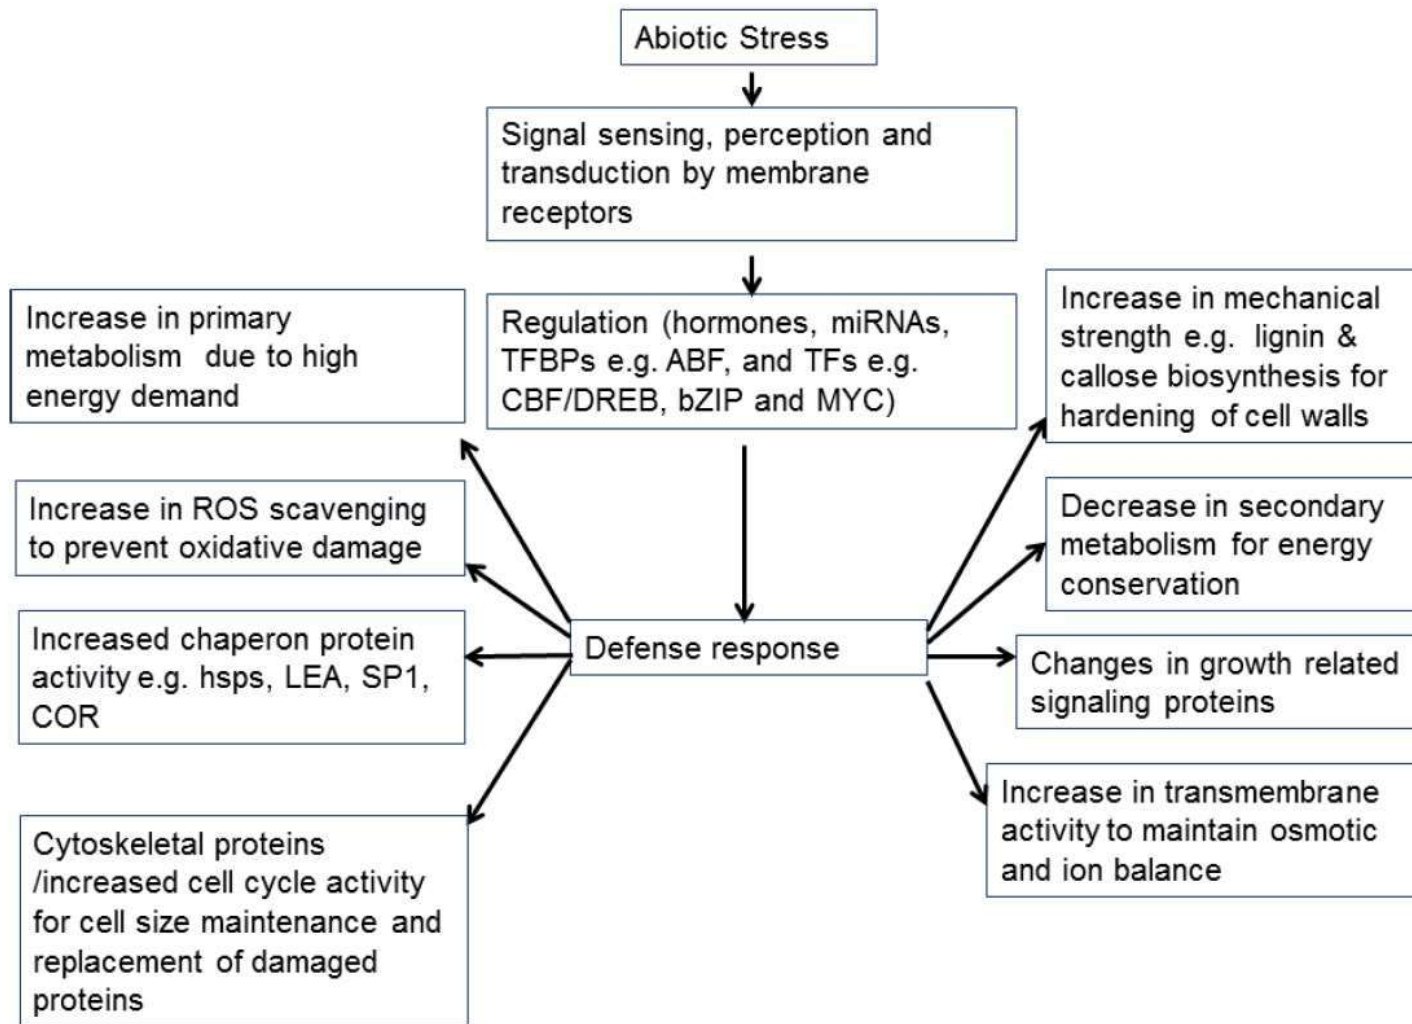 Abiotic Stress
Signal sensing, perception and
transduction by membrane
receptors
Regulation (hormones, miRNAs,
TFBPs e.g. ABF, and TFs e.g.
CBF/DREB, bZIP and MYC)
Defense response
Increase in primary
metabolism due to high
energy demand
Increase in ROS scavenging
to prevent oxidative damage
Increased chaperon protein
activity e.g. hsps, LEA, SP1,
COR
Cytoskeletal proteins
/increased cell cycle activity
for cell size maintenance and
replacement of damaged
proteins
Increase in mechanical
strength e.g. lignin &
callose biosynthesis for
hardening of cell walls
Decrease in secondary
metabolism for energy
conservation
Changes in growth related
signaling proteins
Increase in transmembrane
activity to maintain osmotic
and ion balance